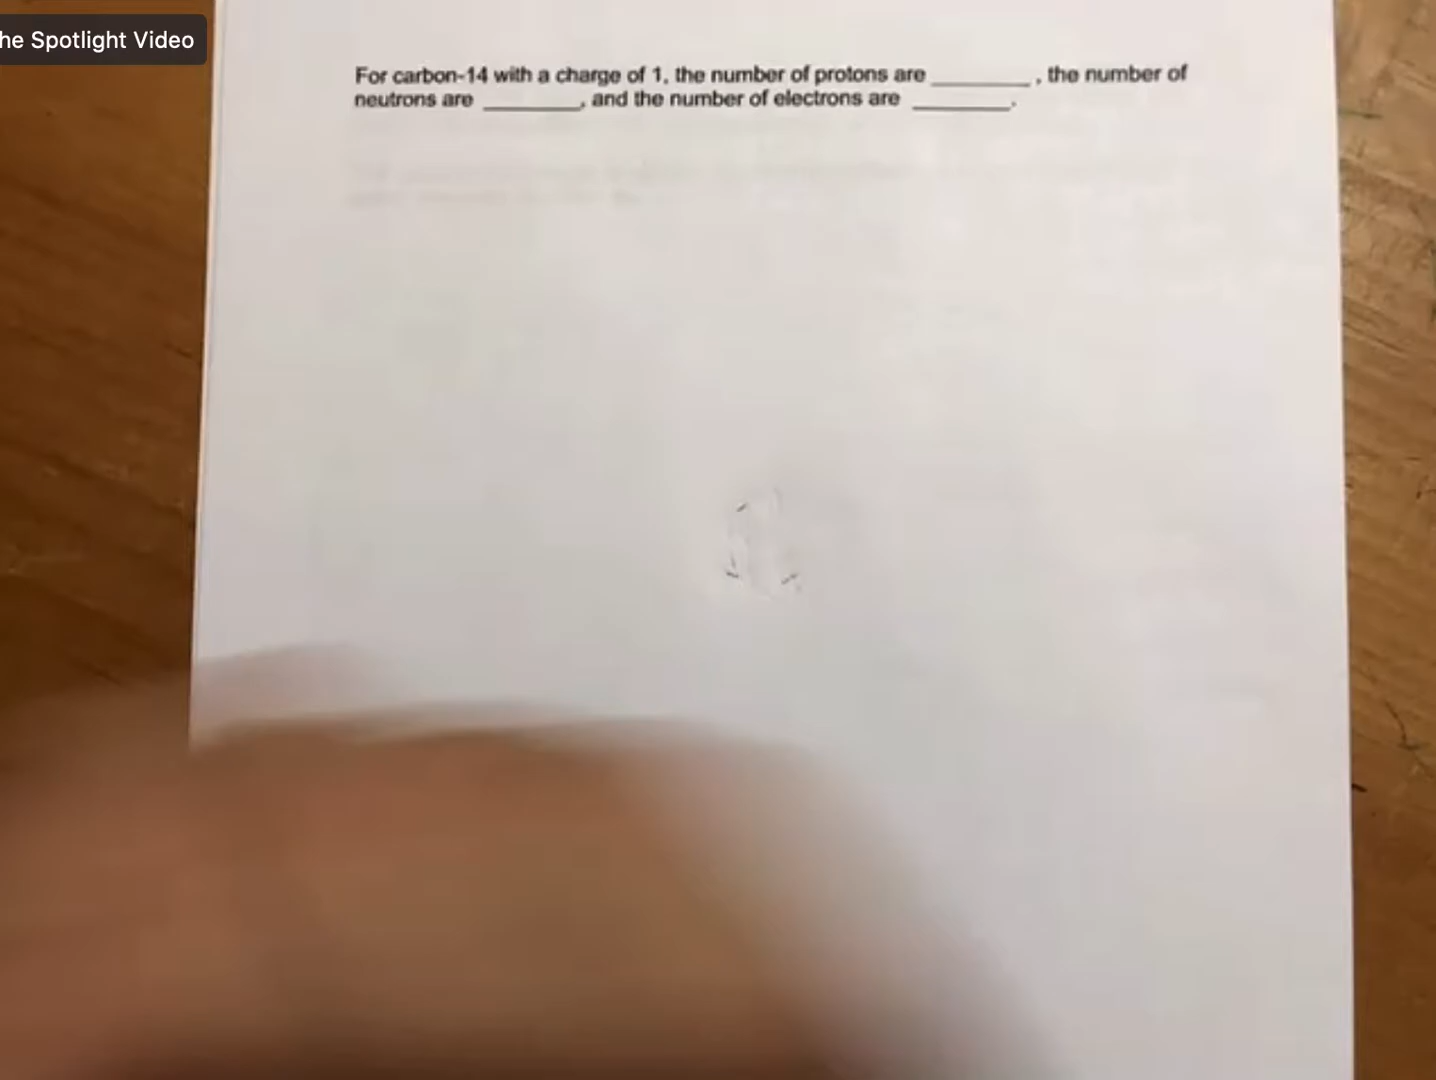 he Spotlight Video
For carbon-14 with a charge of 1, the number of protons are ________ , the number of
neutrons are ________, and the number of electrons are ________.